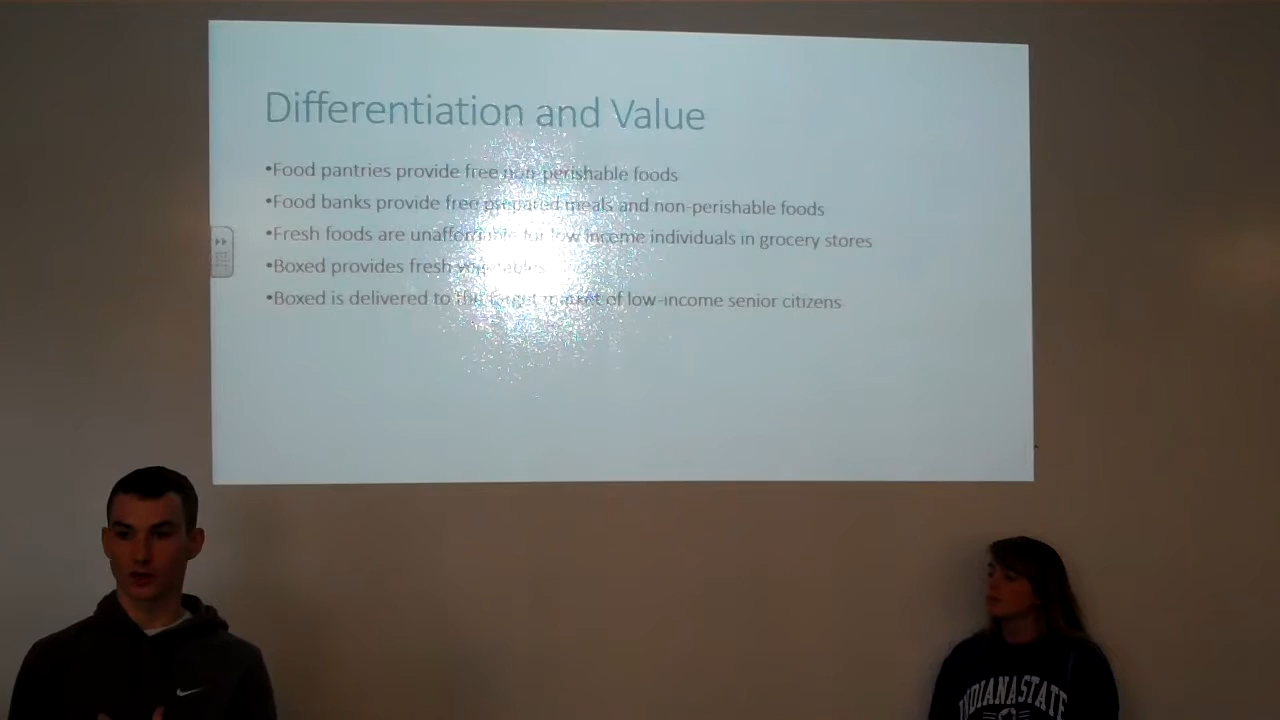 Differentiation and Value
•Food pantries provide free non-perishable foods
•Food banks provide free prepared meals and non-perishable foods
•Fresh foods are unaffordable for low income individuals in grocery stores
•Boxed provides fresh vegetables
•Boxed is delivered to the target market of low-income senior citizens
INDIANA STATE